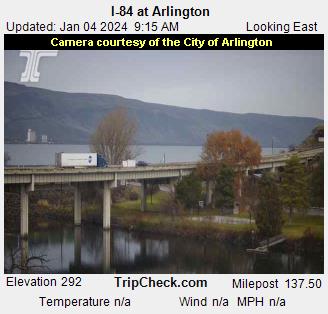 I-84 at Arlington
Updated: Jan 04 2024 9:15 AM Looking East
Camera courtesy of the City of Arlington
Elevation 292 TripCheck.com Milepost 137.50
Temperature n/a Wind n/a MPH n/a